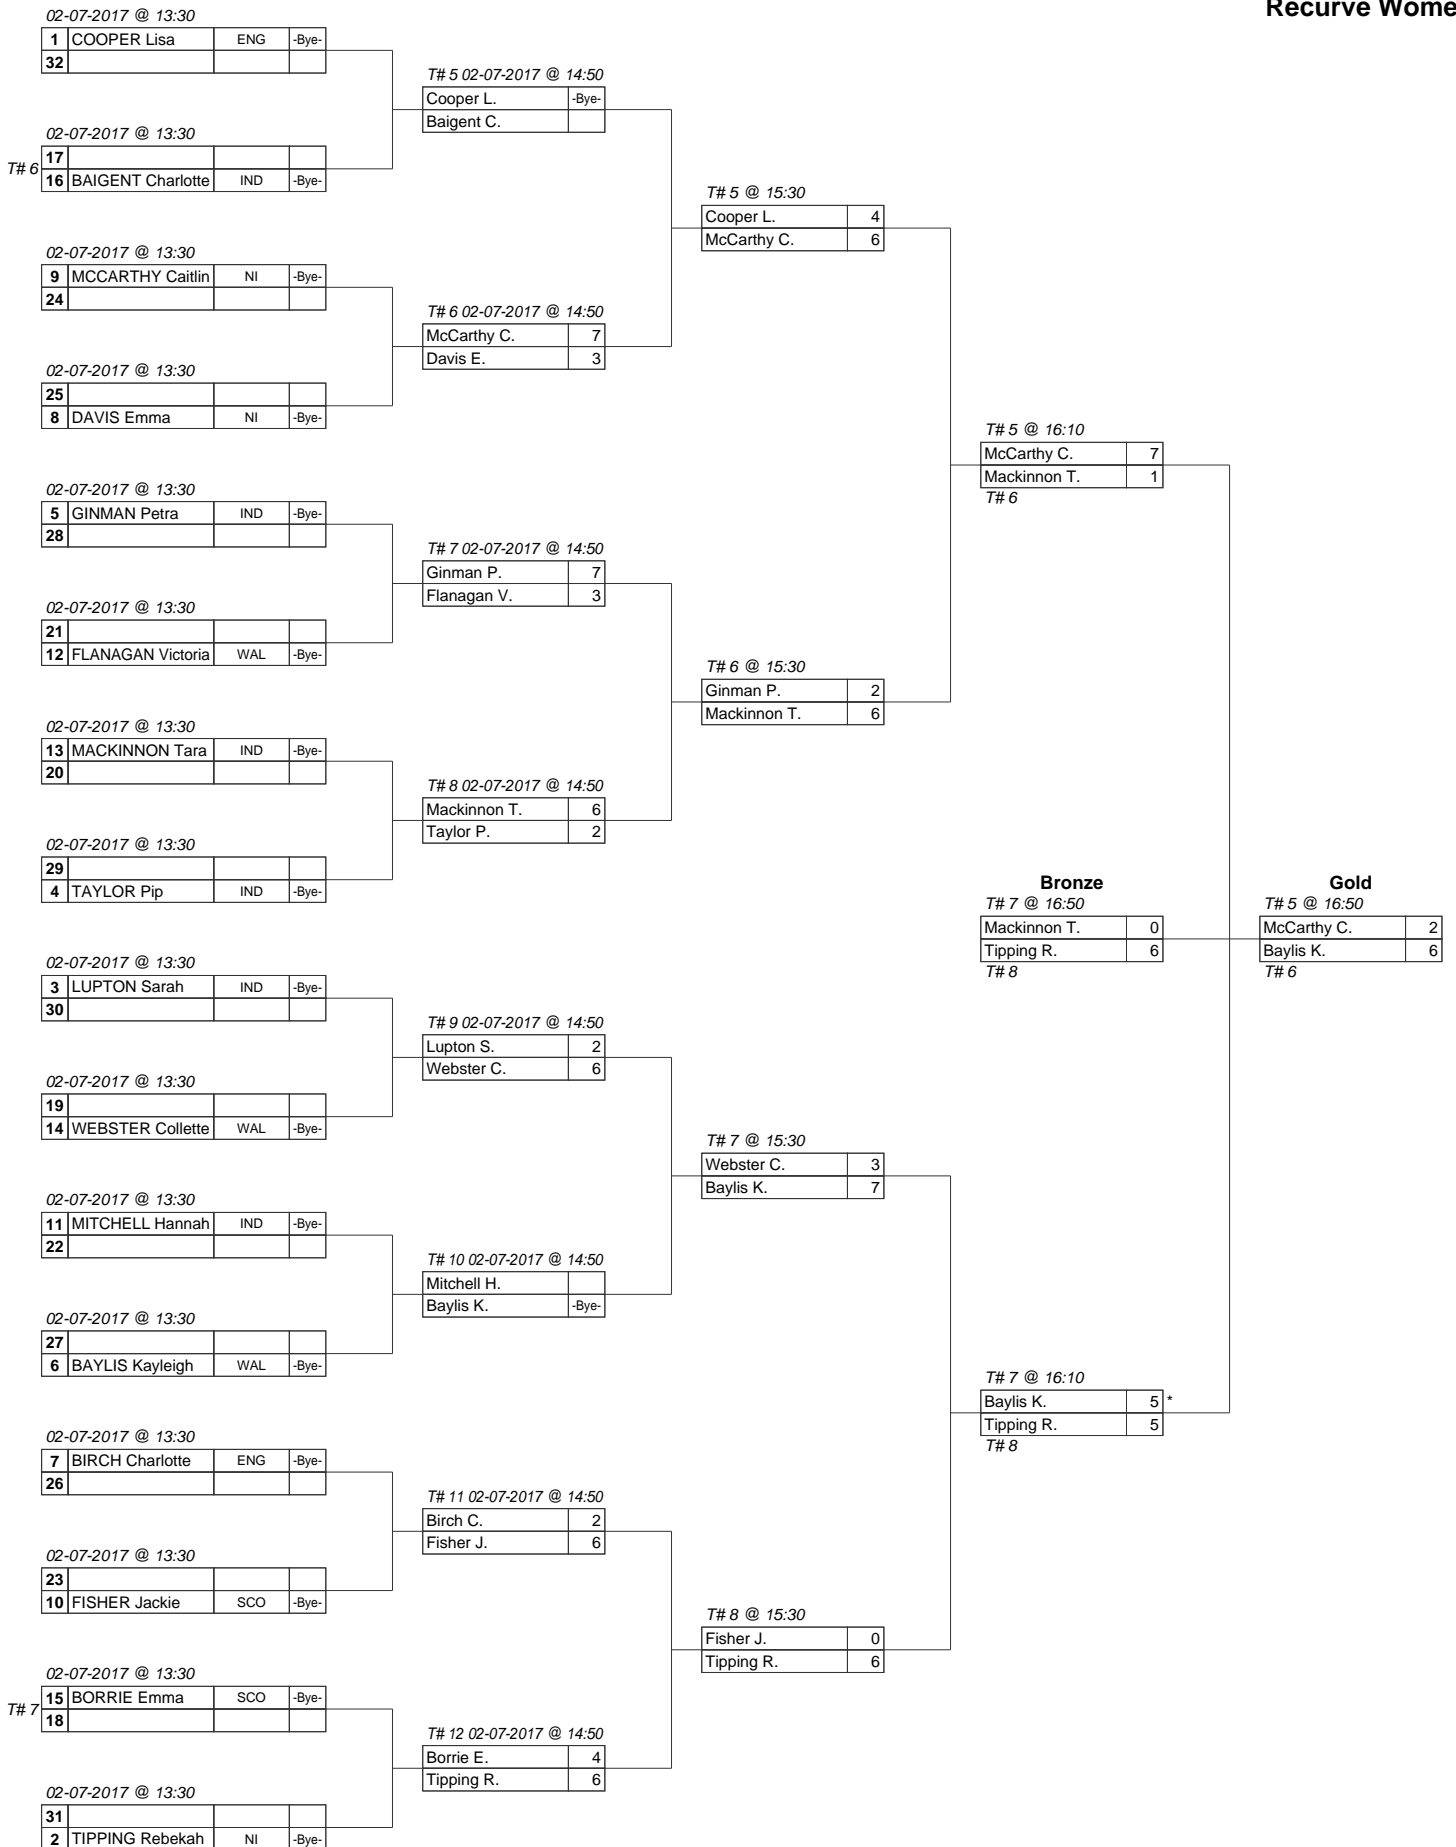 Recurve Wome
02-07-2017 @ 13:30
1 COOPER Lisa ENG -Bye-
32
T# 5 02-07-2017 @ 14:50
Cooper L. -Bye-
Baigent C.
02-07-2017 @ 13:30
17
T# 6
16 BAIGENT Charlotte IND -Bye-
T# 5 @ 15:30
Cooper L. 4
McCarthy C. 6
02-07-2017 @ 13:30
9 MCCARTHY Caitlin NI -Bye-
24
T# 6 02-07-2017 @ 14:50
McCarthy C. 7
Davis E. 3
02-07-2017 @ 13:30
25
8 DAVIS Emma NI -Bye-
T# 5 @ 16:10
McCarthy C. 7
Mackinnon T. 1
T# 6
02-07-2017 @ 13:30
5 GINMAN Petra IND -Bye-
28
T# 7 02-07-2017 @ 14:50
Ginman P. 7
Flanagan V. 3
02-07-2017 @ 13:30
21
12 FLANAGAN Victoria WAL -Bye-
T# 6 @ 15:30
Ginman P. 2
Mackinnon T. 6
02-07-2017 @ 13:30
13 MACKINNON Tara IND -Bye-
20
T# 8 02-07-2017 @ 14:50
Mackinnon T. 6
Taylor P. 2
02-07-2017 @ 13:30
29
4 TAYLOR Pip IND -Bye-
Bronze
T# 7 @ 16:50
Mackinnon T. 0
Tipping R. 6
T# 8
Gold
T# 5 @ 16:50
McCarthy C. 2
Baylis K. 6
T# 6
02-07-2017 @ 13:30
3 LUPTON Sarah IND -Bye-
30
T# 9 02-07-2017 @ 14:50
Lupton S. 2
Webster C. 6
02-07-2017 @ 13:30
19
14 WEBSTER Collette WAL -Bye-
T# 7 @ 15:30
Webster C. 3
Baylis K. 7
02-07-2017 @ 13:30
11 MITCHELL Hannah IND -Bye-
22
T# 10 02-07-2017 @ 14:50
Mitchell H.
Baylis K. -Bye-
02-07-2017 @ 13:30
27
6 BAYLIS Kayleigh WAL -Bye-
T# 7 @ 16:10
Baylis K. 5 *
Tipping R. 5
T# 8
02-07-2017 @ 13:30
7 BIRCH Charlotte ENG -Bye-
26
T# 11 02-07-2017 @ 14:50
Birch C. 2
Fisher J. 6
02-07-2017 @ 13:30
23
10 FISHER Jackie SCO -Bye-
T# 8 @ 15:30
Fisher J. 0
Tipping R. 6
02-07-2017 @ 13:30
15 BORRIE Emma SCO -Bye-
T# 7
18
T# 12 02-07-2017 @ 14:50
Borrie E. 4
Tipping R. 6
02-07-2017 @ 13:30
31
2 TIPPING Rebekah NI -Bye-